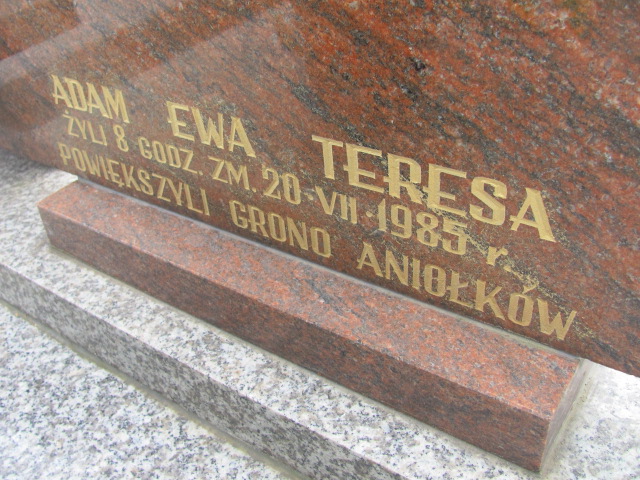 ADAM EWA TERESA
ŻYLI 8 GODZ. ZM. 20-VII-1985 r.
POWIĘKSZYLI GRONO ANIOŁKÓW